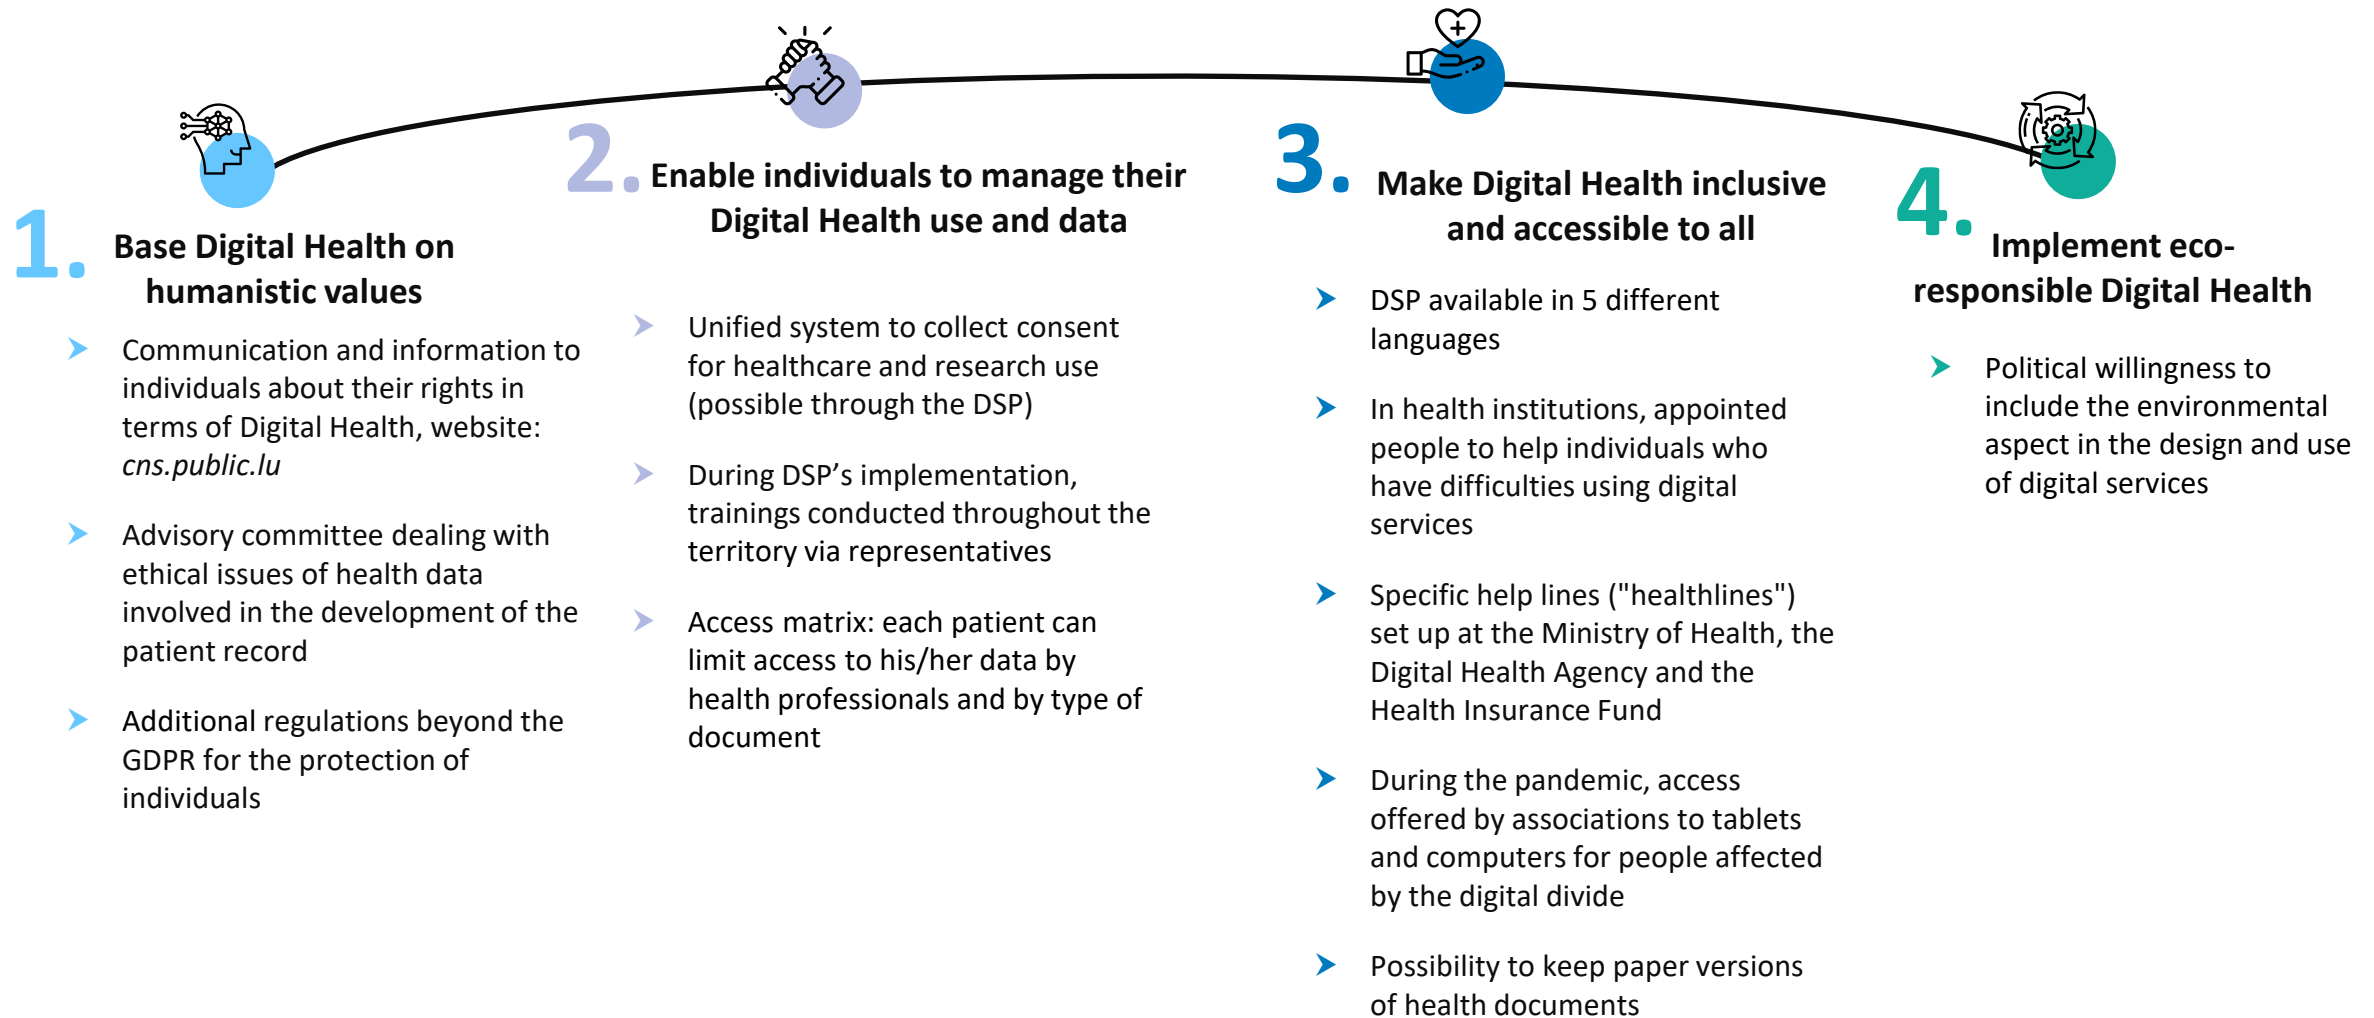 1.
Base Digital Health on
humanistic values
Communication and information to
individuals about their rights in
terms of Digital Health, website:
cns.public.lu
Advisory committee dealing with
ethical issues of health data
involved in the development of the
patient record
Additional regulations beyond the
GDPR for the protection of
individuals
2.
Enable individuals to manage their
Digital Health use and data
Unified system to collect consent
for healthcare and research use
(possible through the DSP)
During DSP’s implementation,
trainings conducted throughout the
territory via representatives
Access matrix: each patient can
limit access to his/her data by
health professionals and by type of
document
3.
Make Digital Health inclusive
and accessible to all
DSP available in 5 different
languages
In health institutions, appointed
people to help individuals who
have difficulties using digital
services
Specific help lines ("healthlines")
set up at the Ministry of Health, the
Digital Health Agency and the
Health Insurance Fund
During the pandemic, access
offered by associations to tablets
and computers for people affected
by the digital divide
Possibility to keep paper versions
of health documents
4.
Implement eco-
responsible Digital Health
Political willingness to
include the environmental
aspect in the design and use
of digital services